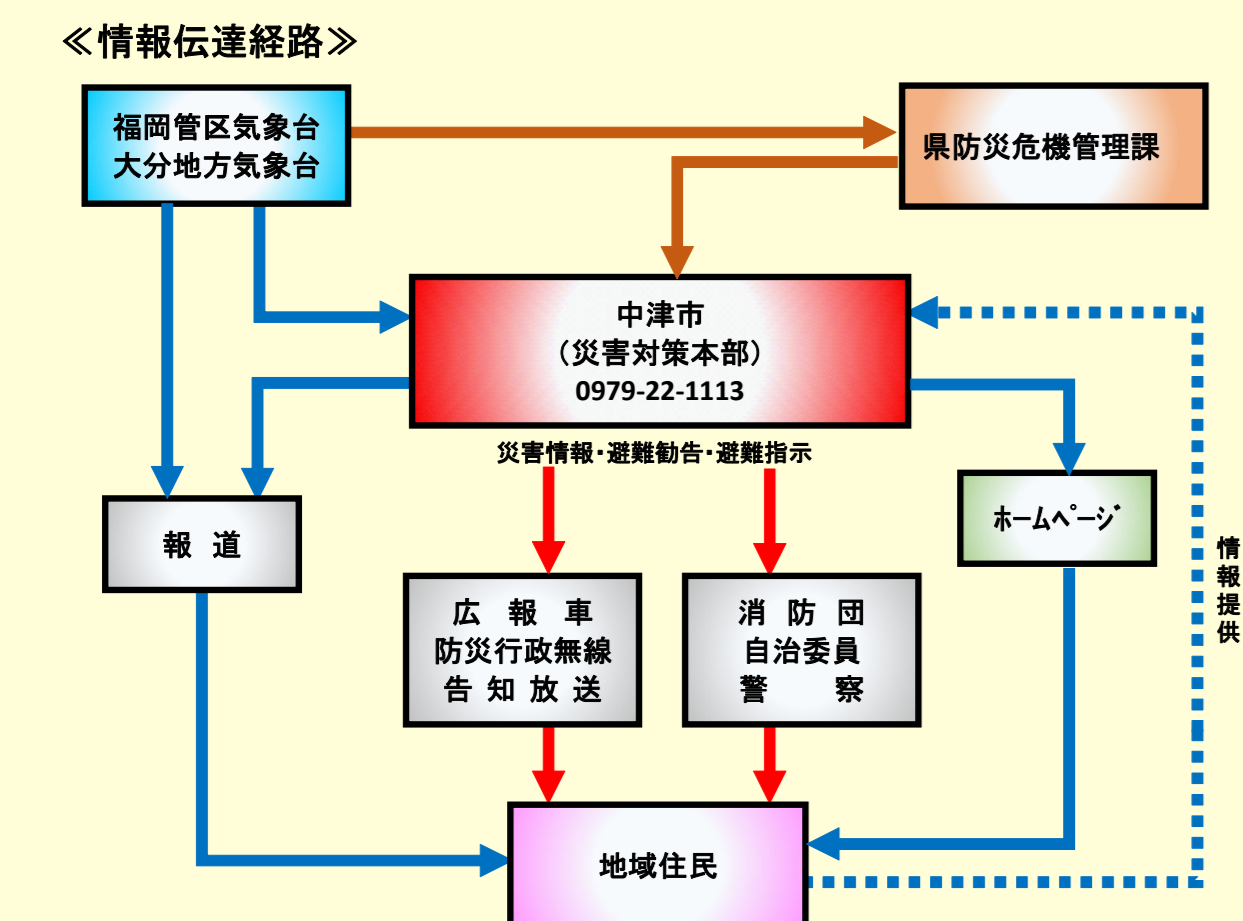 ≪情報伝達経路≫
福岡管区気象台
大分地方気象台
県防災危機管理課
中津市
（災害対策本部）
0979-22-1113
災害情報・避難勧告・避難指示
報 道
ﾎｰﾑﾍﾟｰｼﾞ
広 報 車
防災行政無線
告 知 放 送
消 防 団
自治委員
警 察
情報提供
地域住民